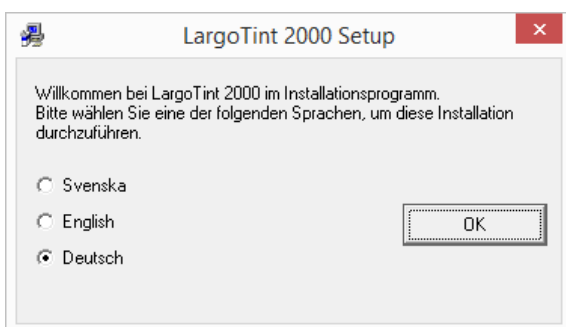 LargoTint 2000 Setup
Willkommen bei LargoTint 2000 im Installationsprogramm.
Bitte wählen Sie eine der folgenden Sprachen, um diese Installation
durchzuführen.
Svenska
English
OK
Deutsch